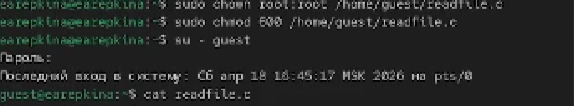 earepkina@earepkina:~$ sudo chown root:root /home/guest/readfile.c
earepkina@earepkina:~$ sudo chmod 600 /home/guest/readfile.c
earepkina@earepkina:~$ su - guest
Пароль:
Последний вход в систему: Сб апр 18 16:45:17 MSK 2026 на pts/0
guest@earepkina:~$ cat readfile.c